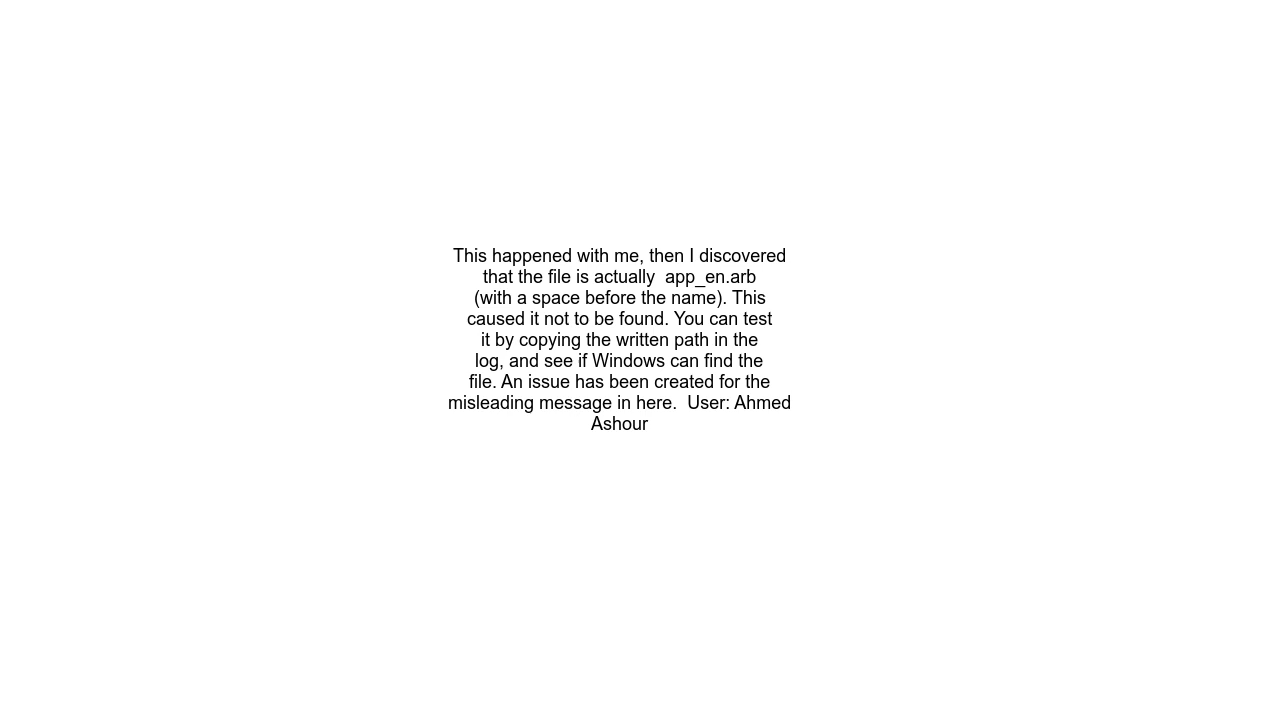 This happened with me, then I discovered
that the file is actually  app_en.arb
(with a space before the name). This
caused it not to be found. You can test
it by copying the written path in the
log, and see if Windows can find the
file. An issue has been created for the
misleading message in here.  User: Ahmed
Ashour